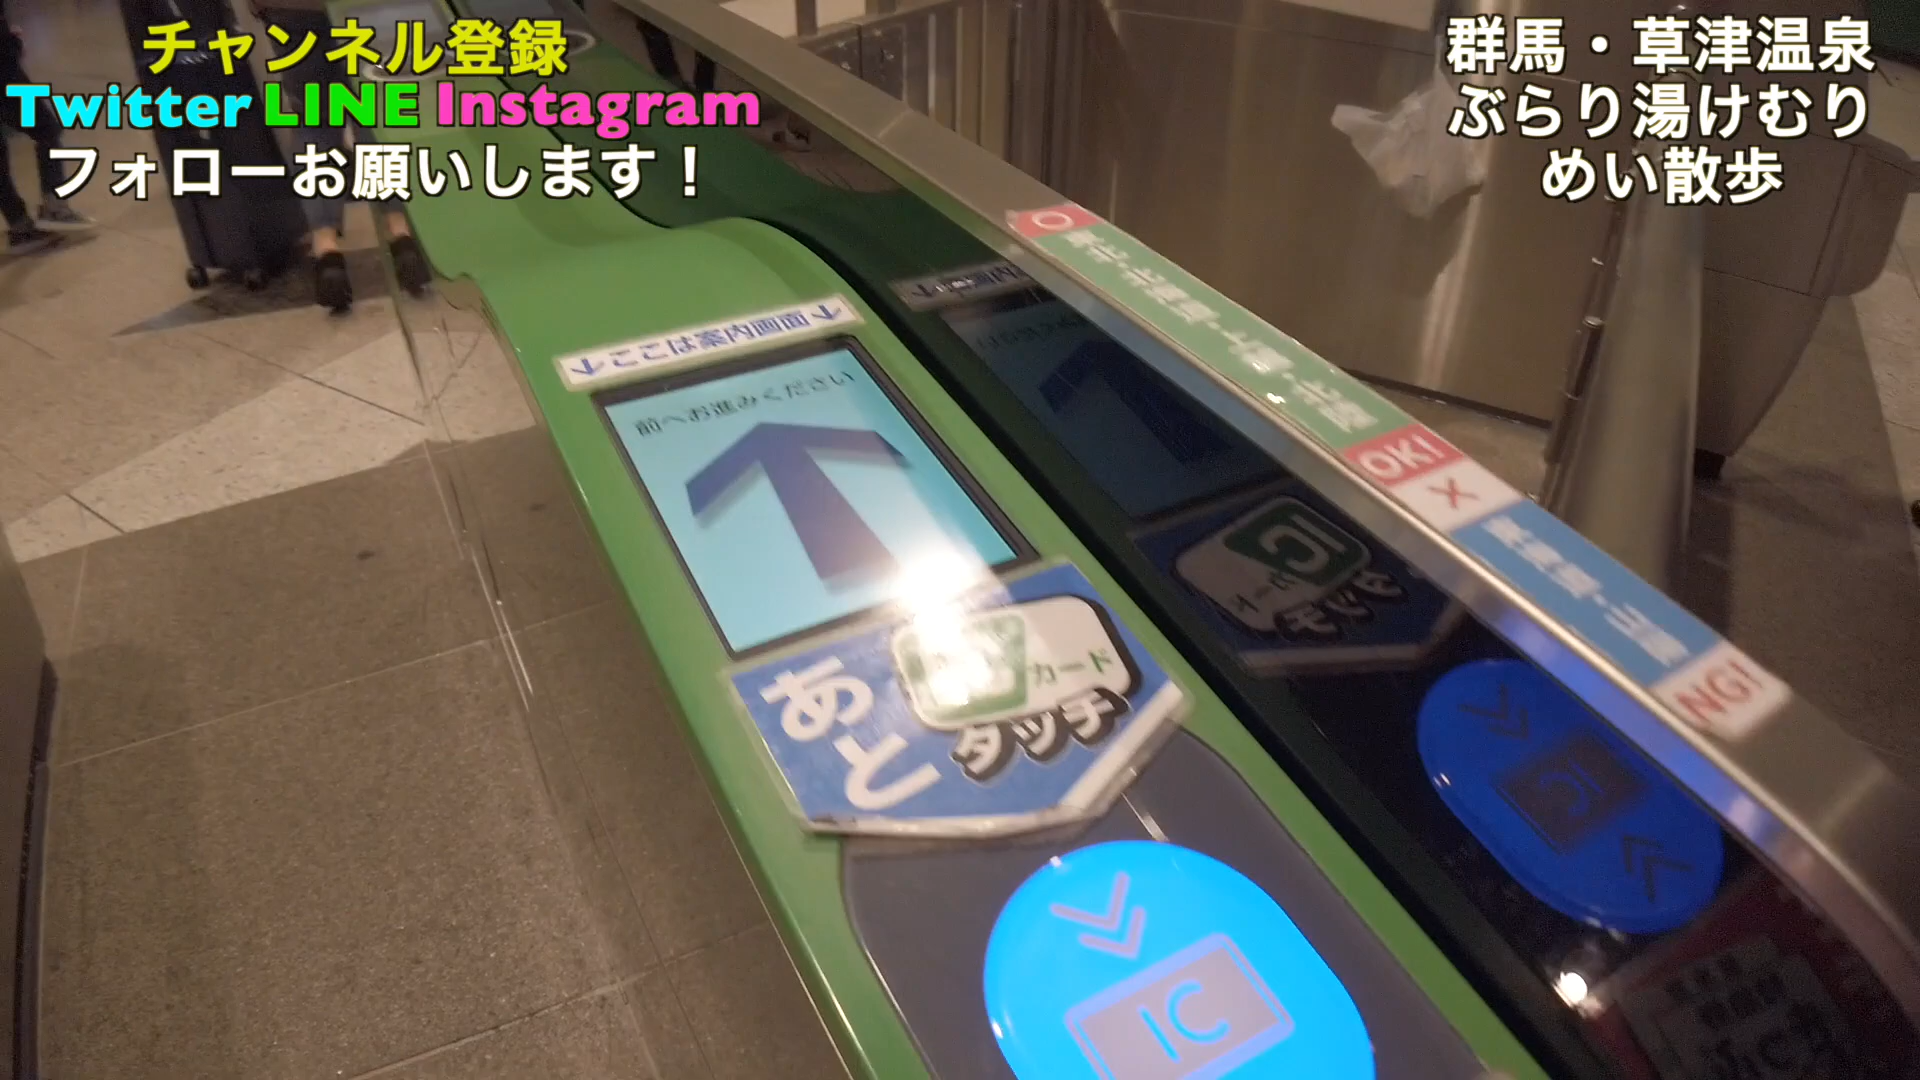 チャンネル登録
Twitter LINE Instagram
フォローお願いします！
群馬・草津温泉
ぶらり湯けむり
めい散歩
↓ここは案内画面↓
前へお進みください
あと
カード
タッチ
IC
OK!
×
NG!